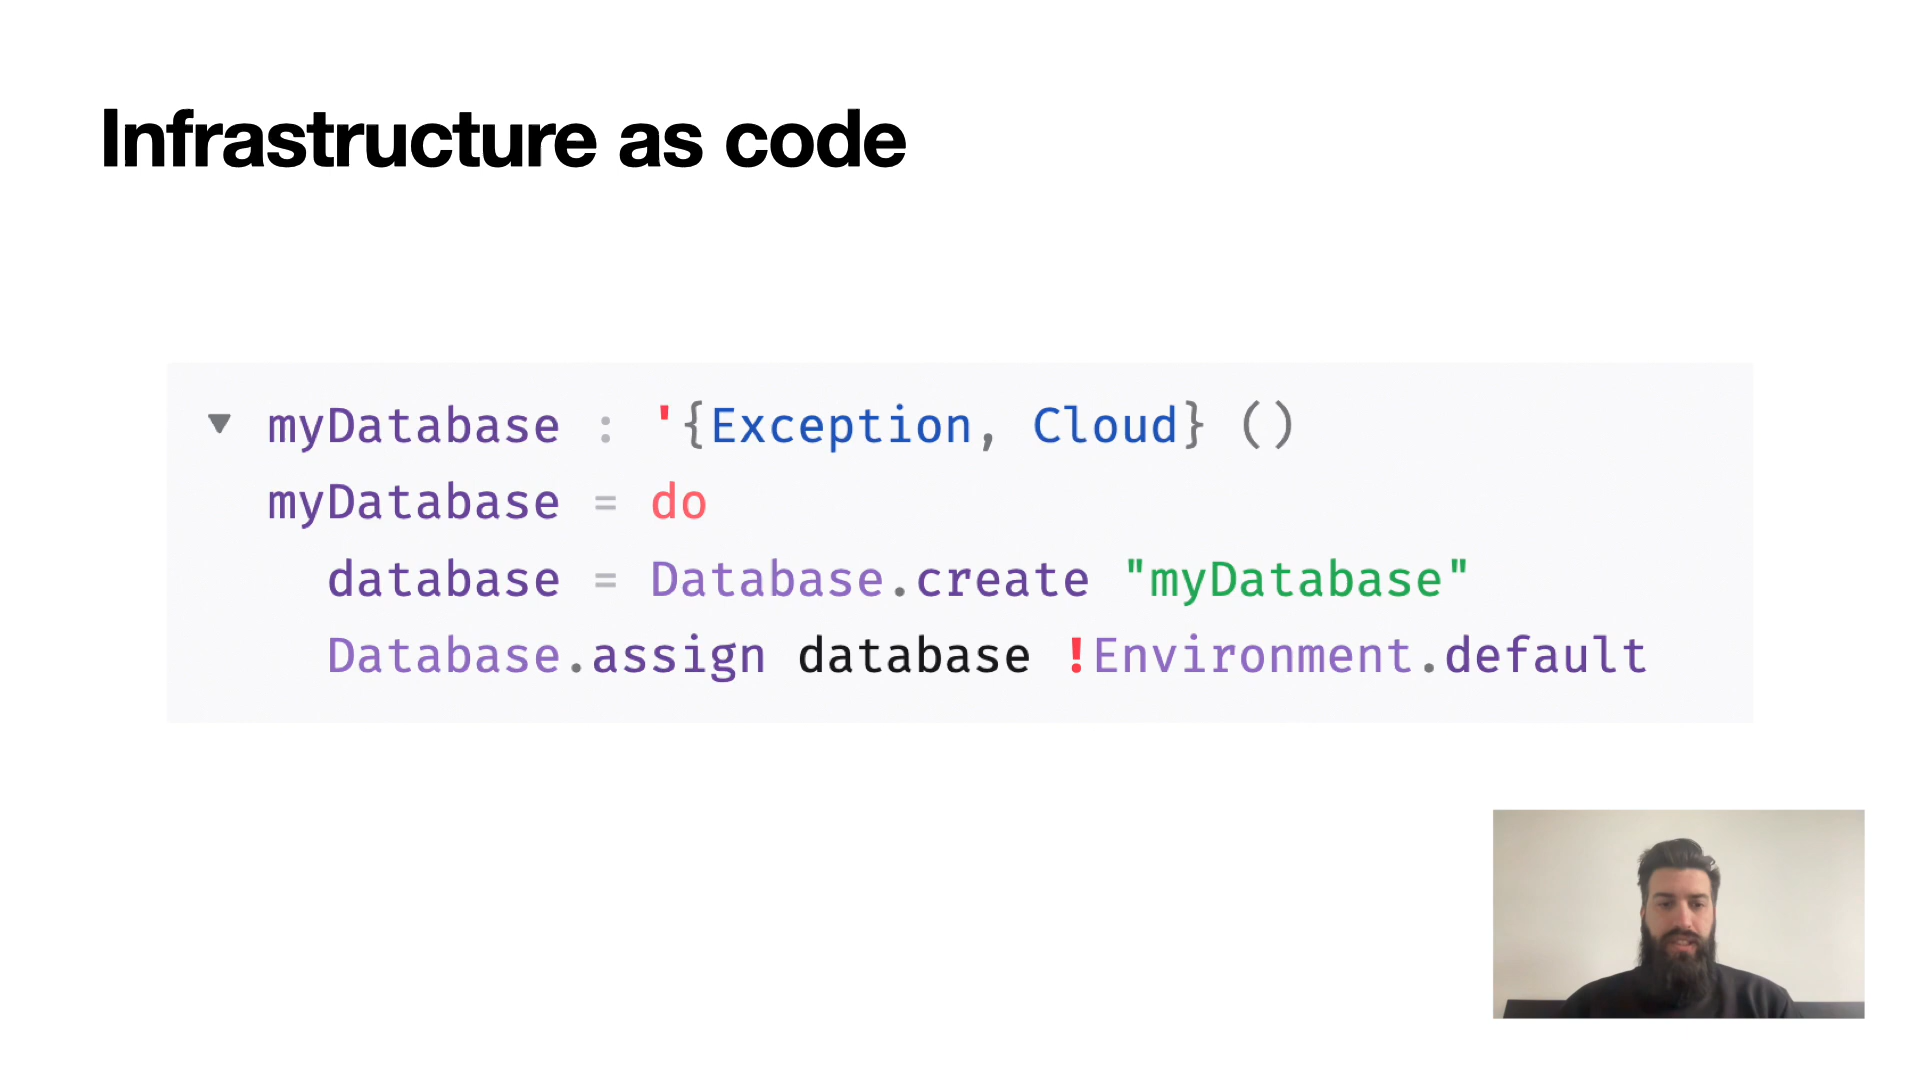 Infrastructure as code
myDatabase : '{Exception, Cloud} ()
myDatabase = do
database = Database.create "myDatabase"
Database.assign database !Environment.default